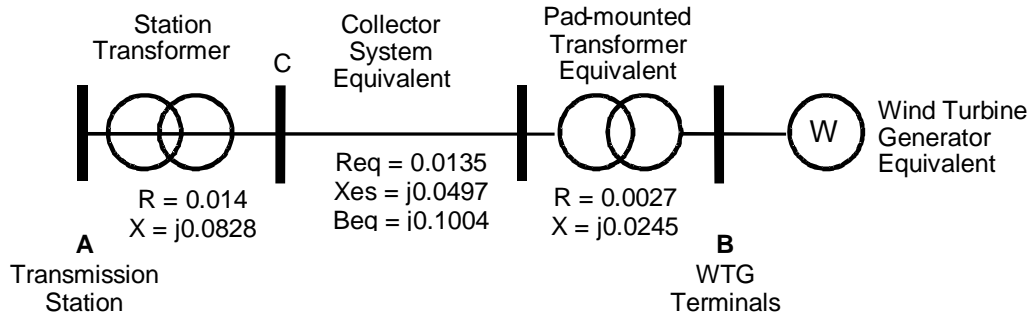 Station
Transformer
C
Collector
System
Equivalent
Pad-mounted
Transformer
Equivalent
W
Wind Turbine
Generator
Equivalent
R = 0.014
X = j0.0828
Req = 0.0135
Xes = j0.0497
Beq = j0.1004
R = 0.0027
X = j0.0245
A
Transmission
Station
B
WTG
Terminals